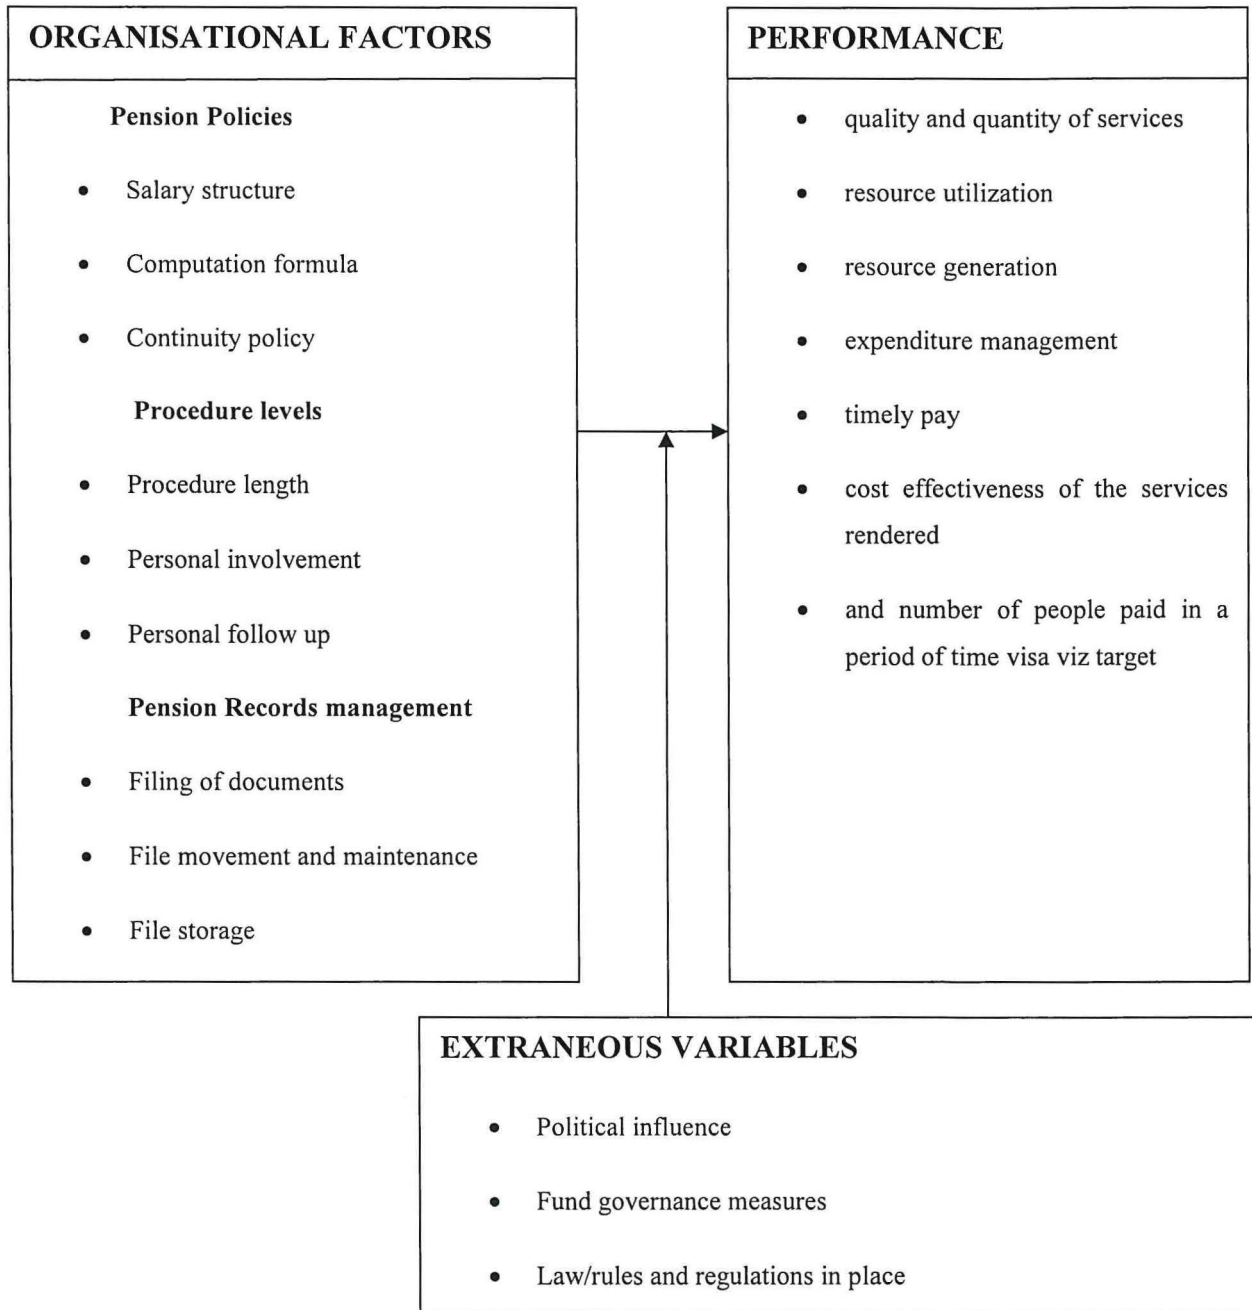 ORGANISATIONAL FACTORS
Pension Policies
• Salary structure
• Computation formula
• Continuity policy
Procedure levels
• Procedure length
• Personal involvement
• Personal follow up
Pension Records management
• Filing of documents
• File movement and maintenance
• File storage
PERFORMANCE
• quality and quantity of services
• resource utilization
• resource generation
• expenditure management
• timely pay
• cost effectiveness of the services
rendered
• and number of people paid in a
period of time visa viz target
EXTRANEOUS VARIABLES
• Political influence
• Fund governance measures
• Law/rules and regulations in place